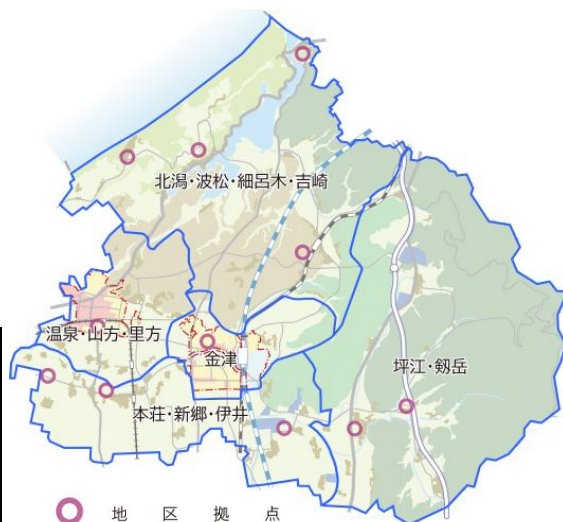 北潟・波松・細呂木・吉崎
温泉・山方・里方
金津
坪江・剱岳
本荘・新郷・伊井
地区拠点